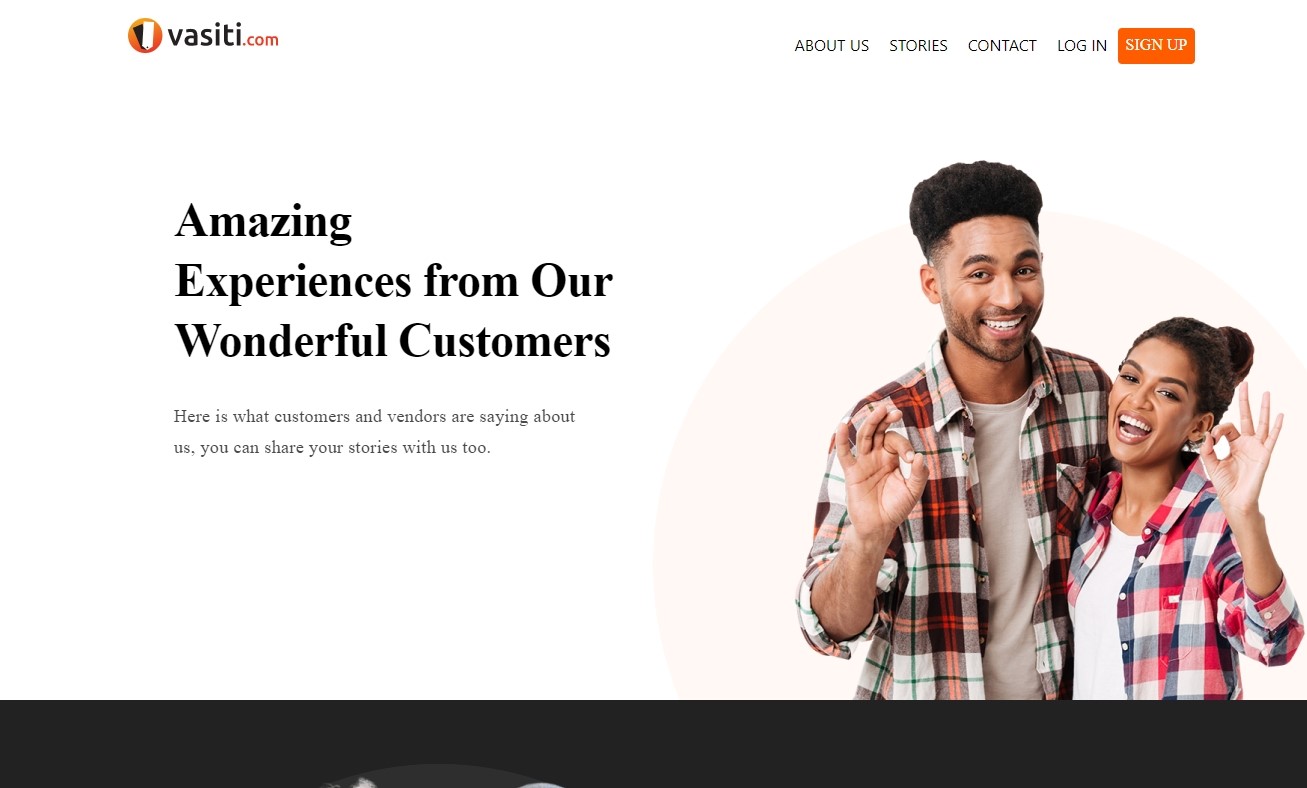 vasiti.com
ABOUT US STORIES CONTACT LOG IN SIGN UP
Amazing
Experiences from Our
Wonderful Customers
Here is what customers and vendors are saying about
us, you can share your stories with us too.